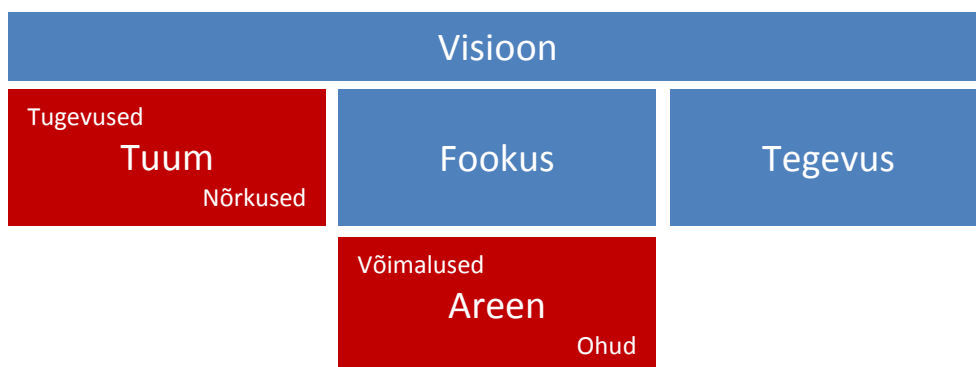 Visioon
Tugevused
Tuum
Nõrkused
Fookus
Tegevus
Võimalused
Areen
Ohud